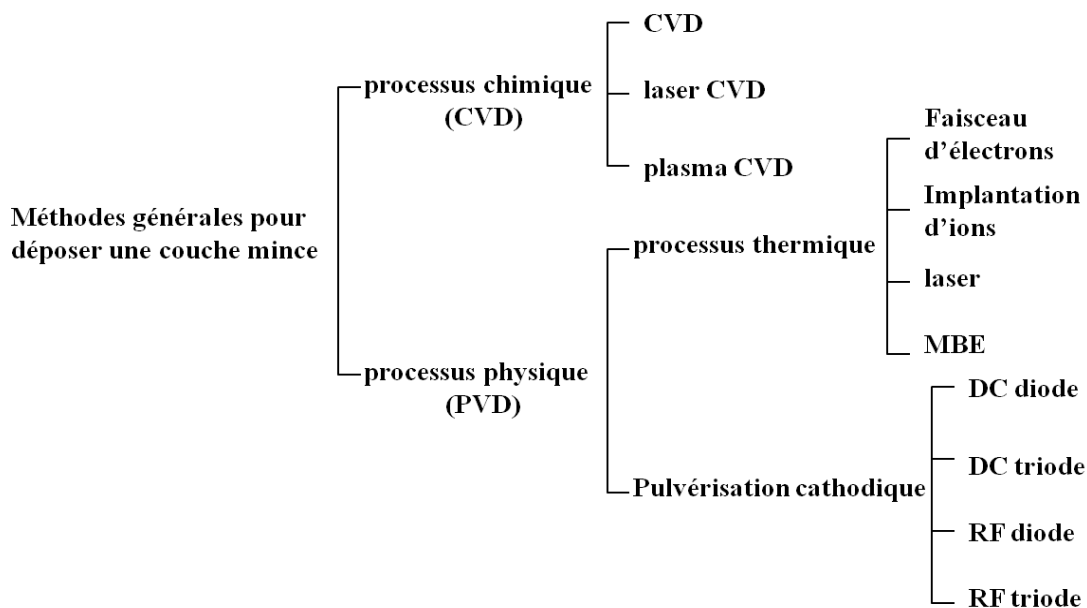 Méthodes générales pour
déposer une couche mince
processus chimique
(CVD)
CVD
laser CVD
plasma CVD
processus physique
(PVD)
processus thermique
Faisceau
d’électrons
Implantation
d’ions
laser
MBE
Pulvérisation cathodique
DC diode
DC triode
RF diode
RF triode